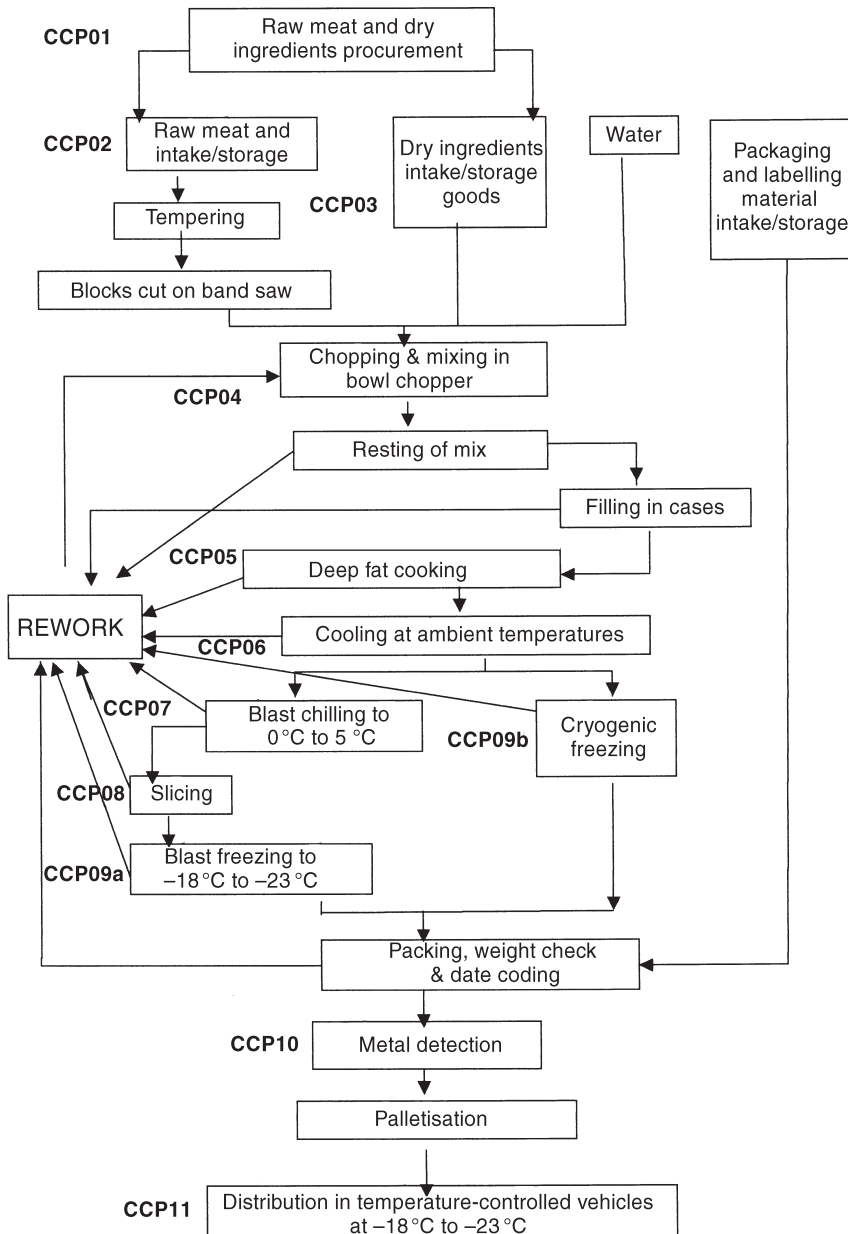 CCP01
Raw meat and dry
ingredients procurement
CCP02
Raw meat and
intake/storage
Dry ingredients
intake/storage
goods
Water
Packaging
and labelling
material
intake/storage
CCP03
Tempering
Blocks cut on band saw
Chopping & mixing in
bowl chopper
CCP04
Resting of mix
Filling in cases
CCP05
Deep fat cooking
REWORK
Cooling at ambient temperatures
CCP06
CCP07
Blast chilling to
0°C to 5 °C
CCP09b
Cryogenic
freezing
CCP08
Slicing
CCP09a
Blast freezing to
–18°C to –23°C
Packing, weight check
& date coding
CCP10
Metal detection
Palletisation
CCP11
Distribution in temperature-controlled vehicles
at –18°C to –23°C